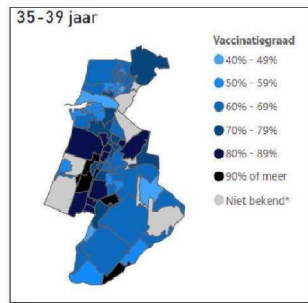 35-39 jaar
Vaccinatiegraad
40% - 49%
50% - 59%
60% - 69%
70% - 79%
80% - 89%
90% of meer
Niet bekend*